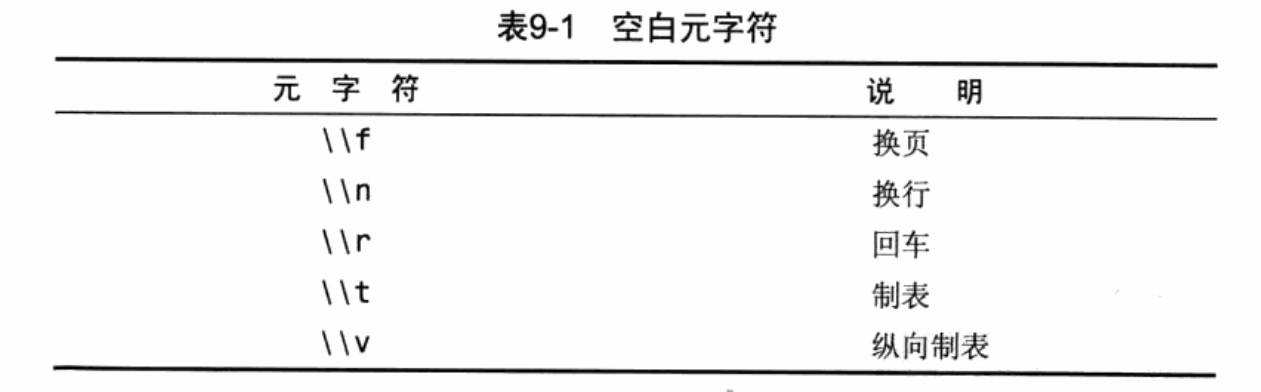 表9-1 空白元字符
元 字 符 说 明
\\f 换页
\\n 换行
\\r 回车
\\t 制表
\\v 纵向制表